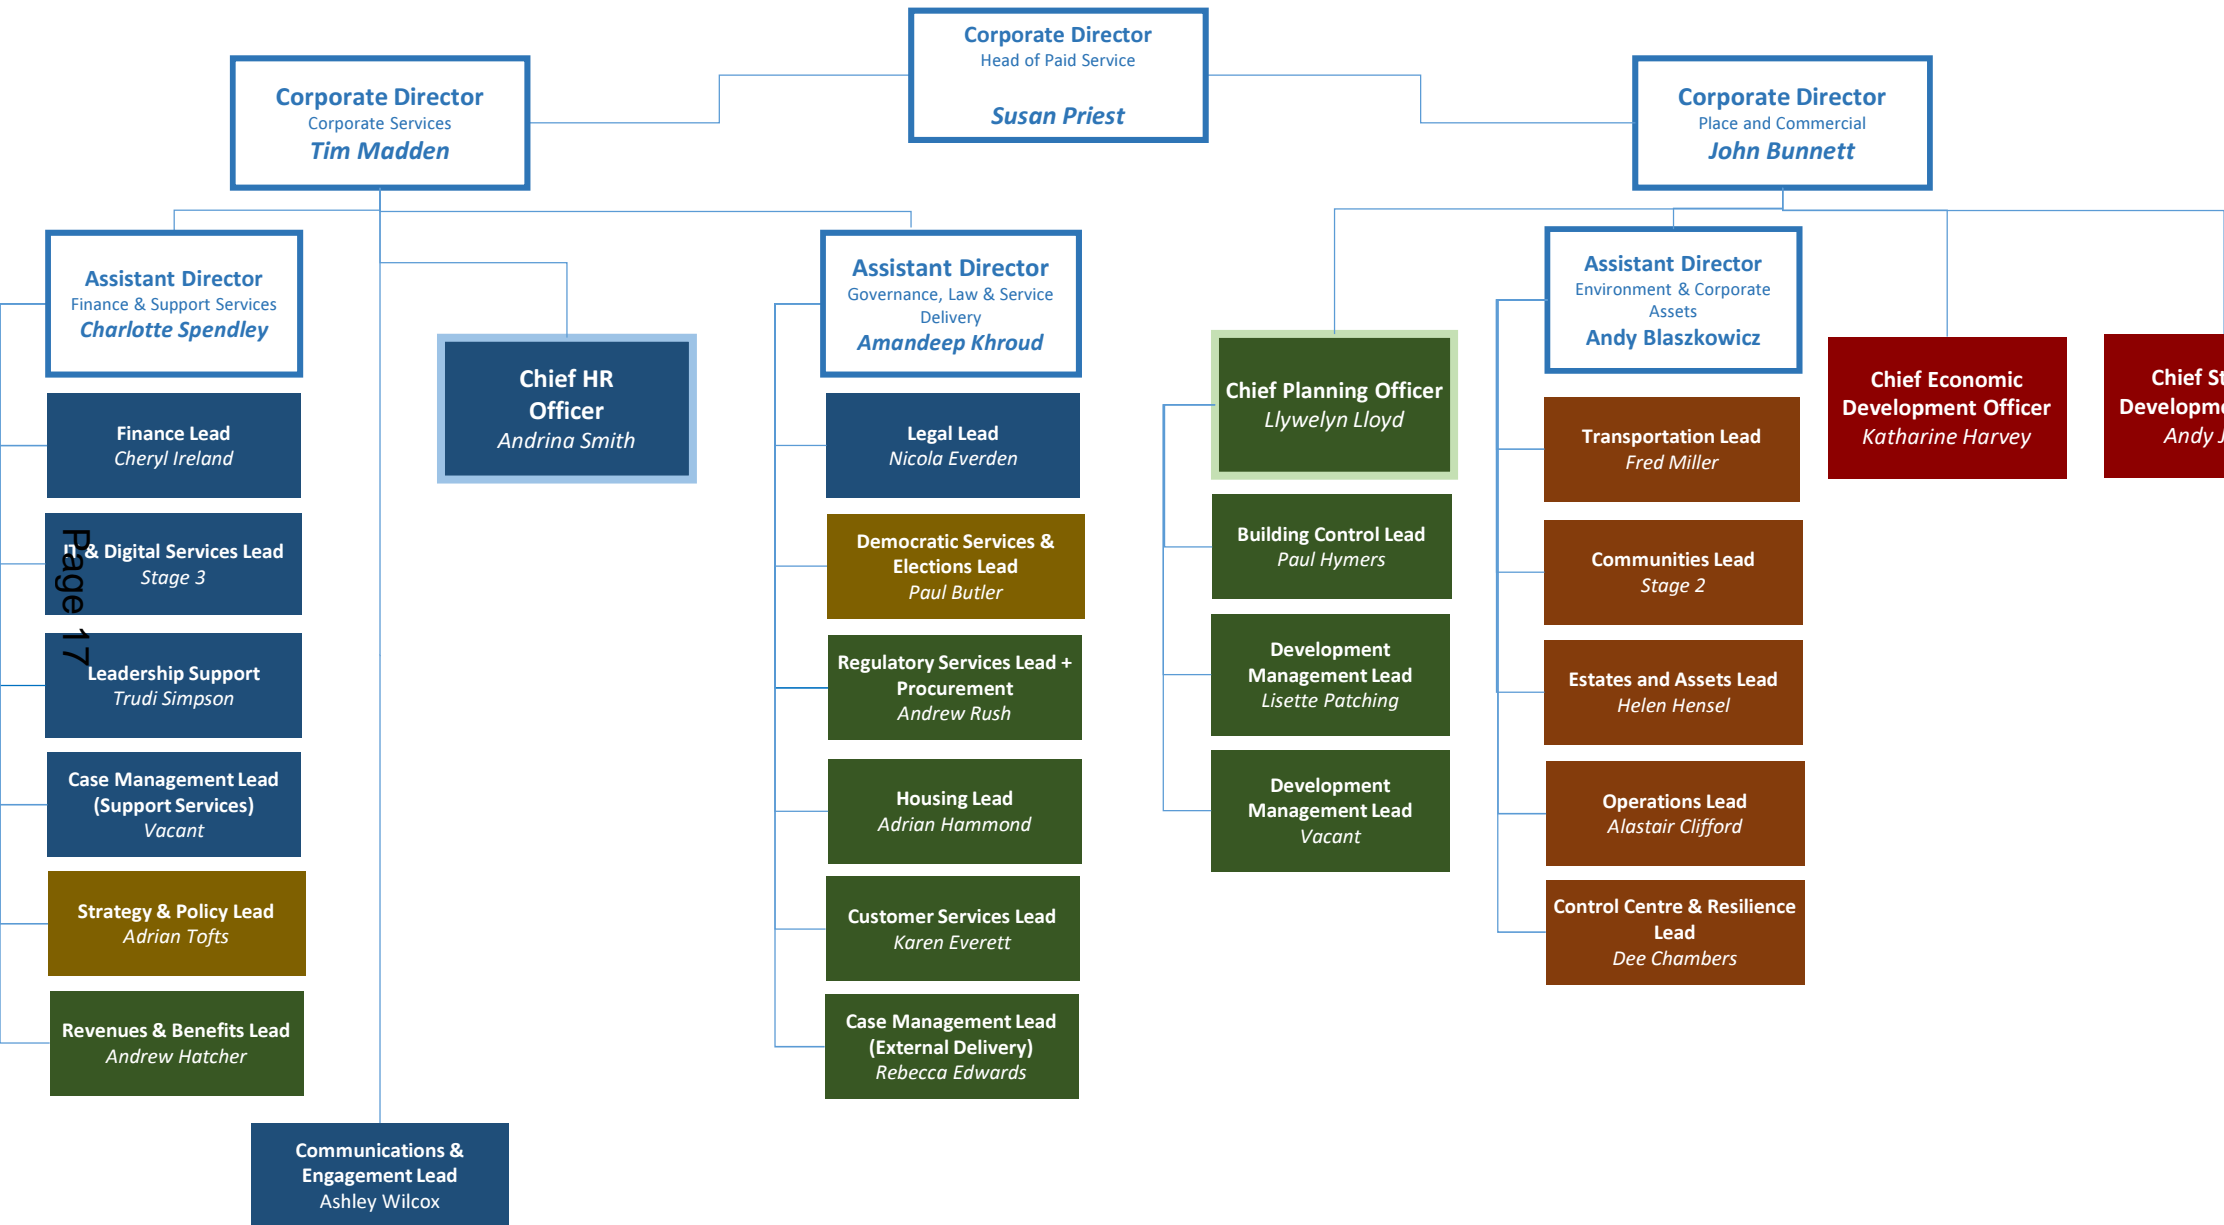 Corporate Director
Head of Paid Service
Susan Priest
Corporate Director
Corporate Services
Tim Madden
Corporate Director
Place and Commercial
John Bunnett
Assistant Director
Finance & Support Services
Charlotte Spendley
Finance Lead
Cheryl Ireland
IT & Digital Services Lead
Stage 3
Page 17
Leadership Support
Trudi Simpson
Case Management Lead
(Support Services)
Vacant
Strategy & Policy Lead
Adrian Tofts
Revenues & Benefits Lead
Andrew Hatcher
Communications &
Engagement Lead
Ashley Wilcox
Chief HR
Officer
Andrina Smith
Assistant Director
Governance, Law & Service
Delivery
Amandeep Khroud
Legal Lead
Nicola Everden
Democratic Services &
Elections Lead
Paul Butler
Regulatory Services Lead +
Procurement
Andrew Rush
Housing Lead
Adrian Hammond
Customer Services Lead
Karen Everett
Case Management Lead
(External Delivery)
Rebecca Edwards
Chief Planning Officer
Llywelyn Lloyd
Building Control Lead
Paul Hymers
Development
Management Lead
Lisette Patching
Development
Management Lead
Vacant
Assistant Director
Environment & Corporate
Assets
Andy Blaszkowicz
Transportation Lead
Fred Miller
Communities Lead
Stage 2
Estates and Assets Lead
Helen Hensel
Operations Lead
Alastair Clifford
Control Centre & Resilience
Lead
Dee Chambers
Chief Economic
Development Officer
Katharine Harvey
Chief
Andy